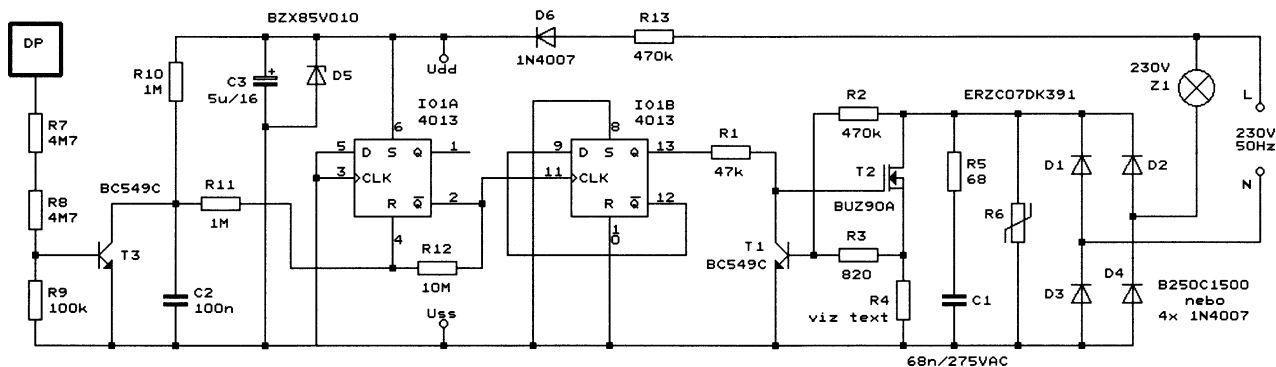 DP
BZX85V010
D6
1N4007
R13
470k
R10
1M
C3
+
5u/16
D5
Udd
I01A
4013
I01B
4013
R2
470k
ERZC07DK391
230V
Z1
L
230V
50Hz
N
R7
4M7
R8
4M7
R9
100k
BC549C
T3
R11
1M
C2
100n
6
5
3
D S Q
CLK
R Q
1
2
4
R12
10M
Uss
8
9
11
D S Q
CLK
R Q
13
12
10
R1
47k
T2
BUZ90A
T1
BC549C
R3
820
R4
viz text
R5
68
C1
68n/275VAC
R6
D1
D2
D3
D4
B250C1500
nebo
4x 1N4007